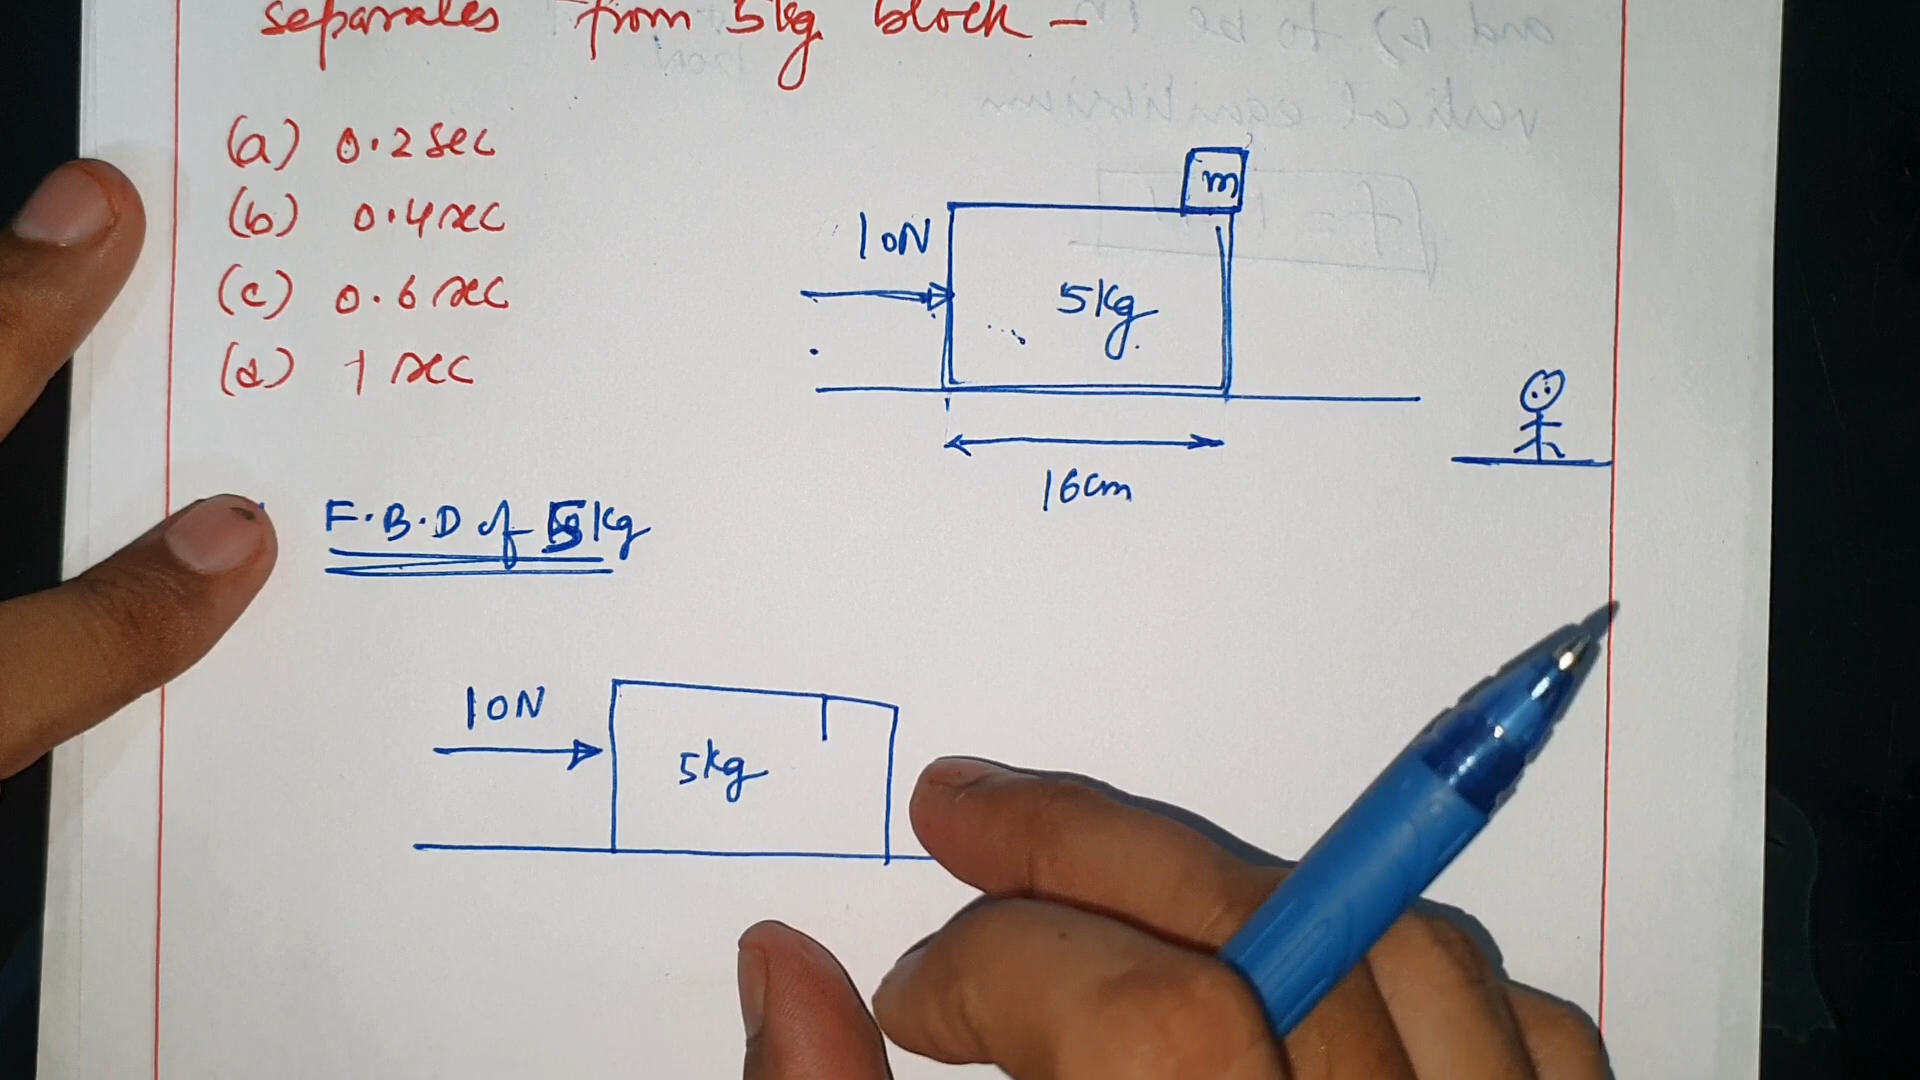 separates from 5kg block -
(a) 0.2 sec
(b) 0.4 sec
(c) 0.6 sec
(d) 1 sec
m
10N
5kg
16cm
F.B.D of 5kg
10N
5kg